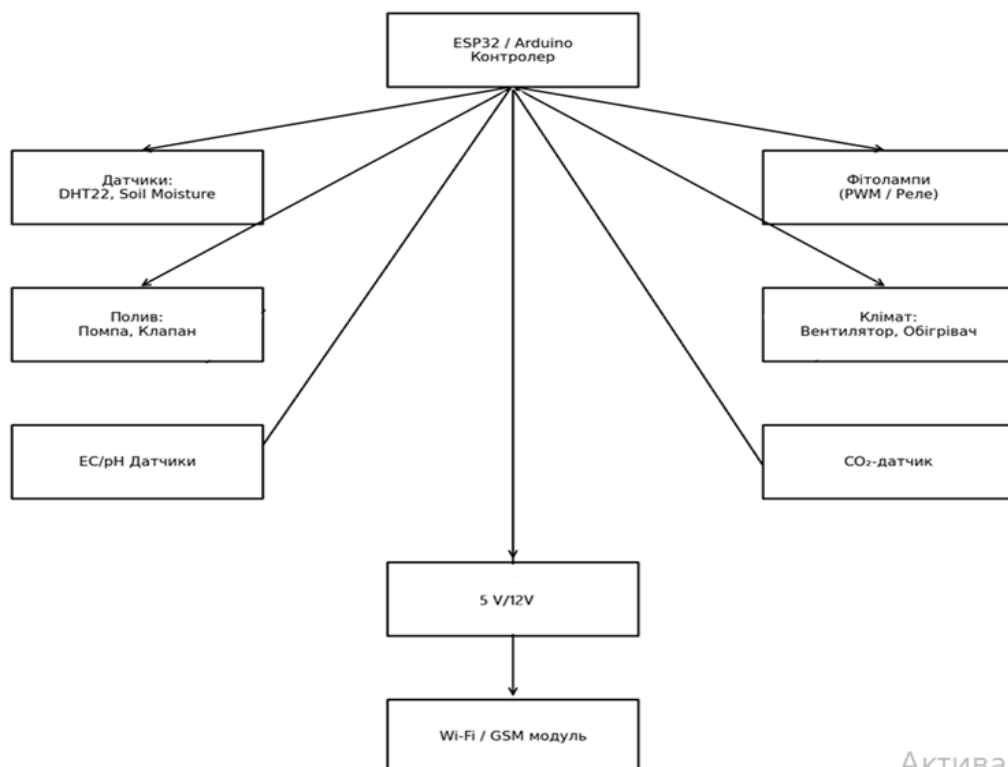 ESP32 / Arduino
Контролер
Датчики:
DHT22, Soil Moisture
Фітолампи
(PWM / Реле)
Полив:
Помпа, Клапан
Клімат:
Вентилятор, Обігрівач
EC/pH Датчики
CO₂-датчик
5 V/12V
Wi-Fi / GSM модуль